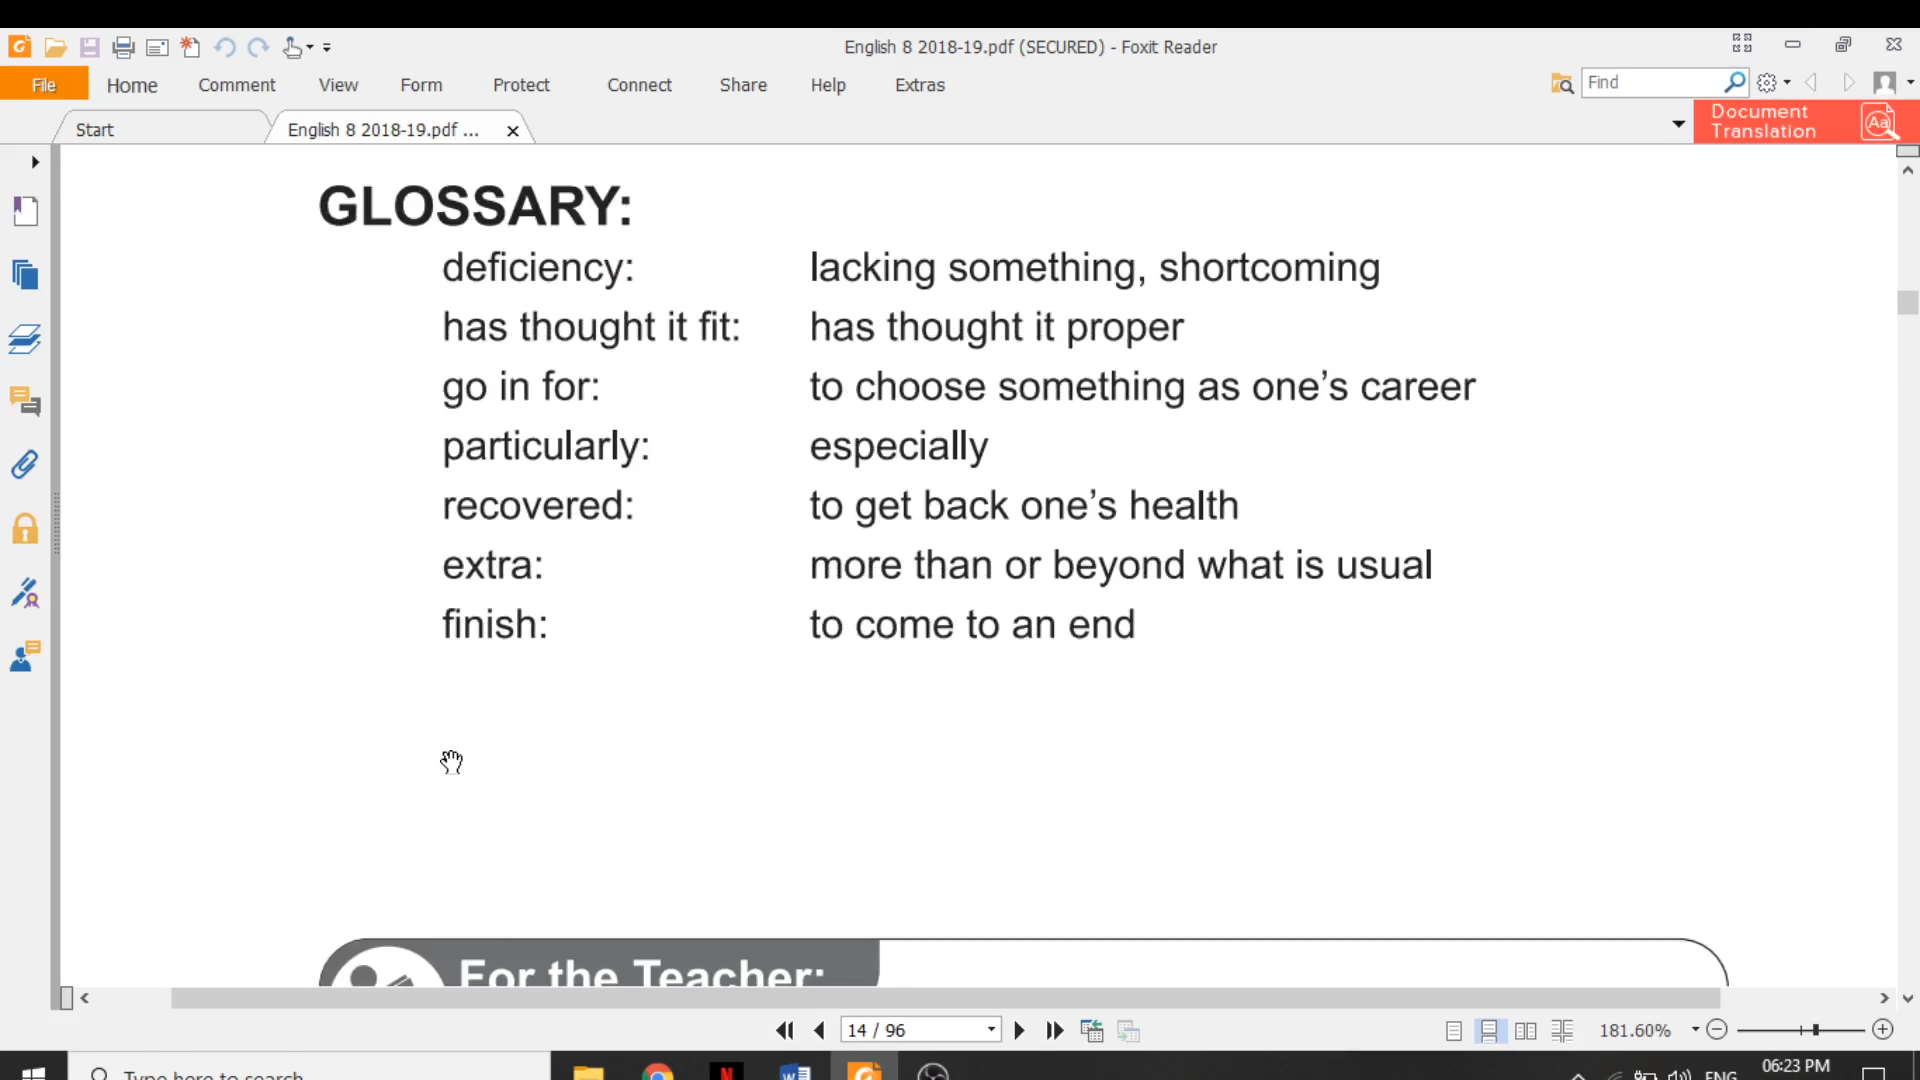 English 8 2018-19.pdf (SECURED) - Foxit Reader
File Home Comment View Form Protect Connect Share Help Extras Find
Start English 8 2018-19.pdf ... Document
Translation
GLOSSARY:
deficiency: lacking something, shortcoming
has thought it fit: has thought it proper
go in for: to choose something as one’s career
particularly: especially
recovered: to get back one’s health
extra: more than or beyond what is usual
finish: to come to an end
For the Teacher:
14 / 96 181.60%
Type here to search ENG 06:23 PM